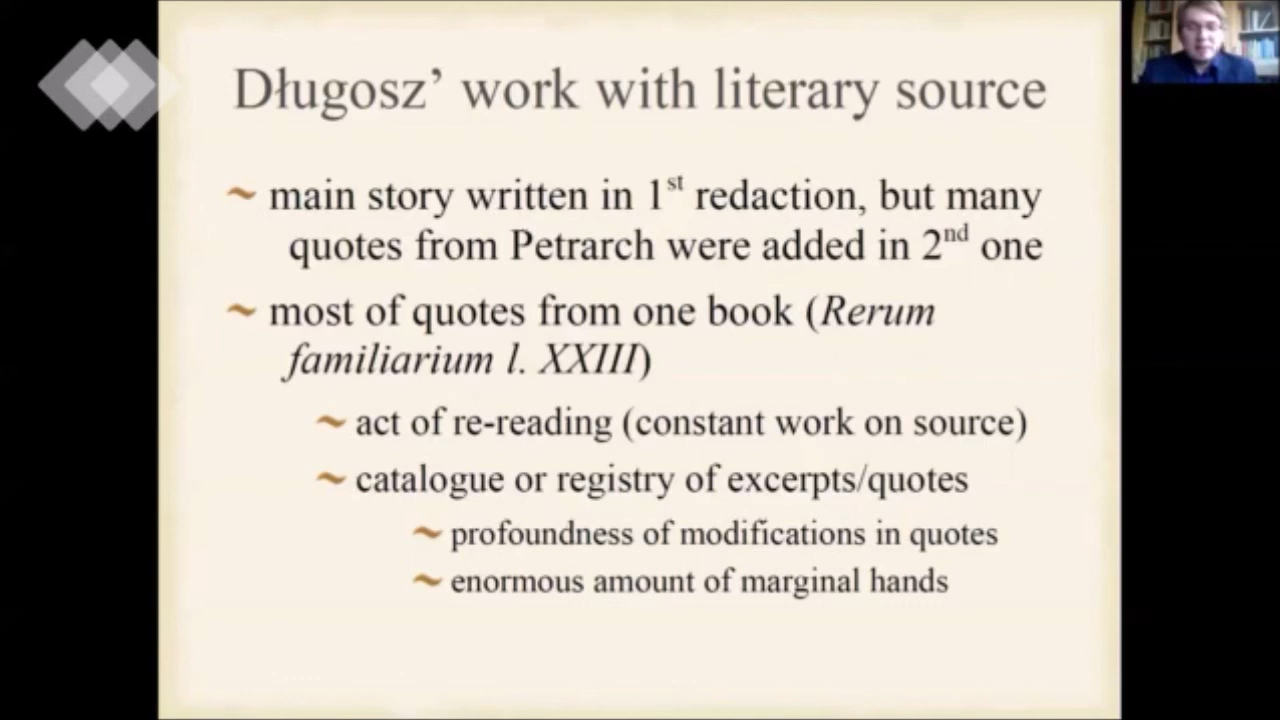 Długosz’ work with literary source
~ main story written in 1st redaction, but many
quotes from Petrarch were added in 2nd one
~ most of quotes from one book (Rerum
familiarium l. XXIII)
~ act of re-reading (constant work on source)
~ catalogue or registry of excerpts/quotes
~ profoundness of modifications in quotes
~ enormous amount of marginal hands